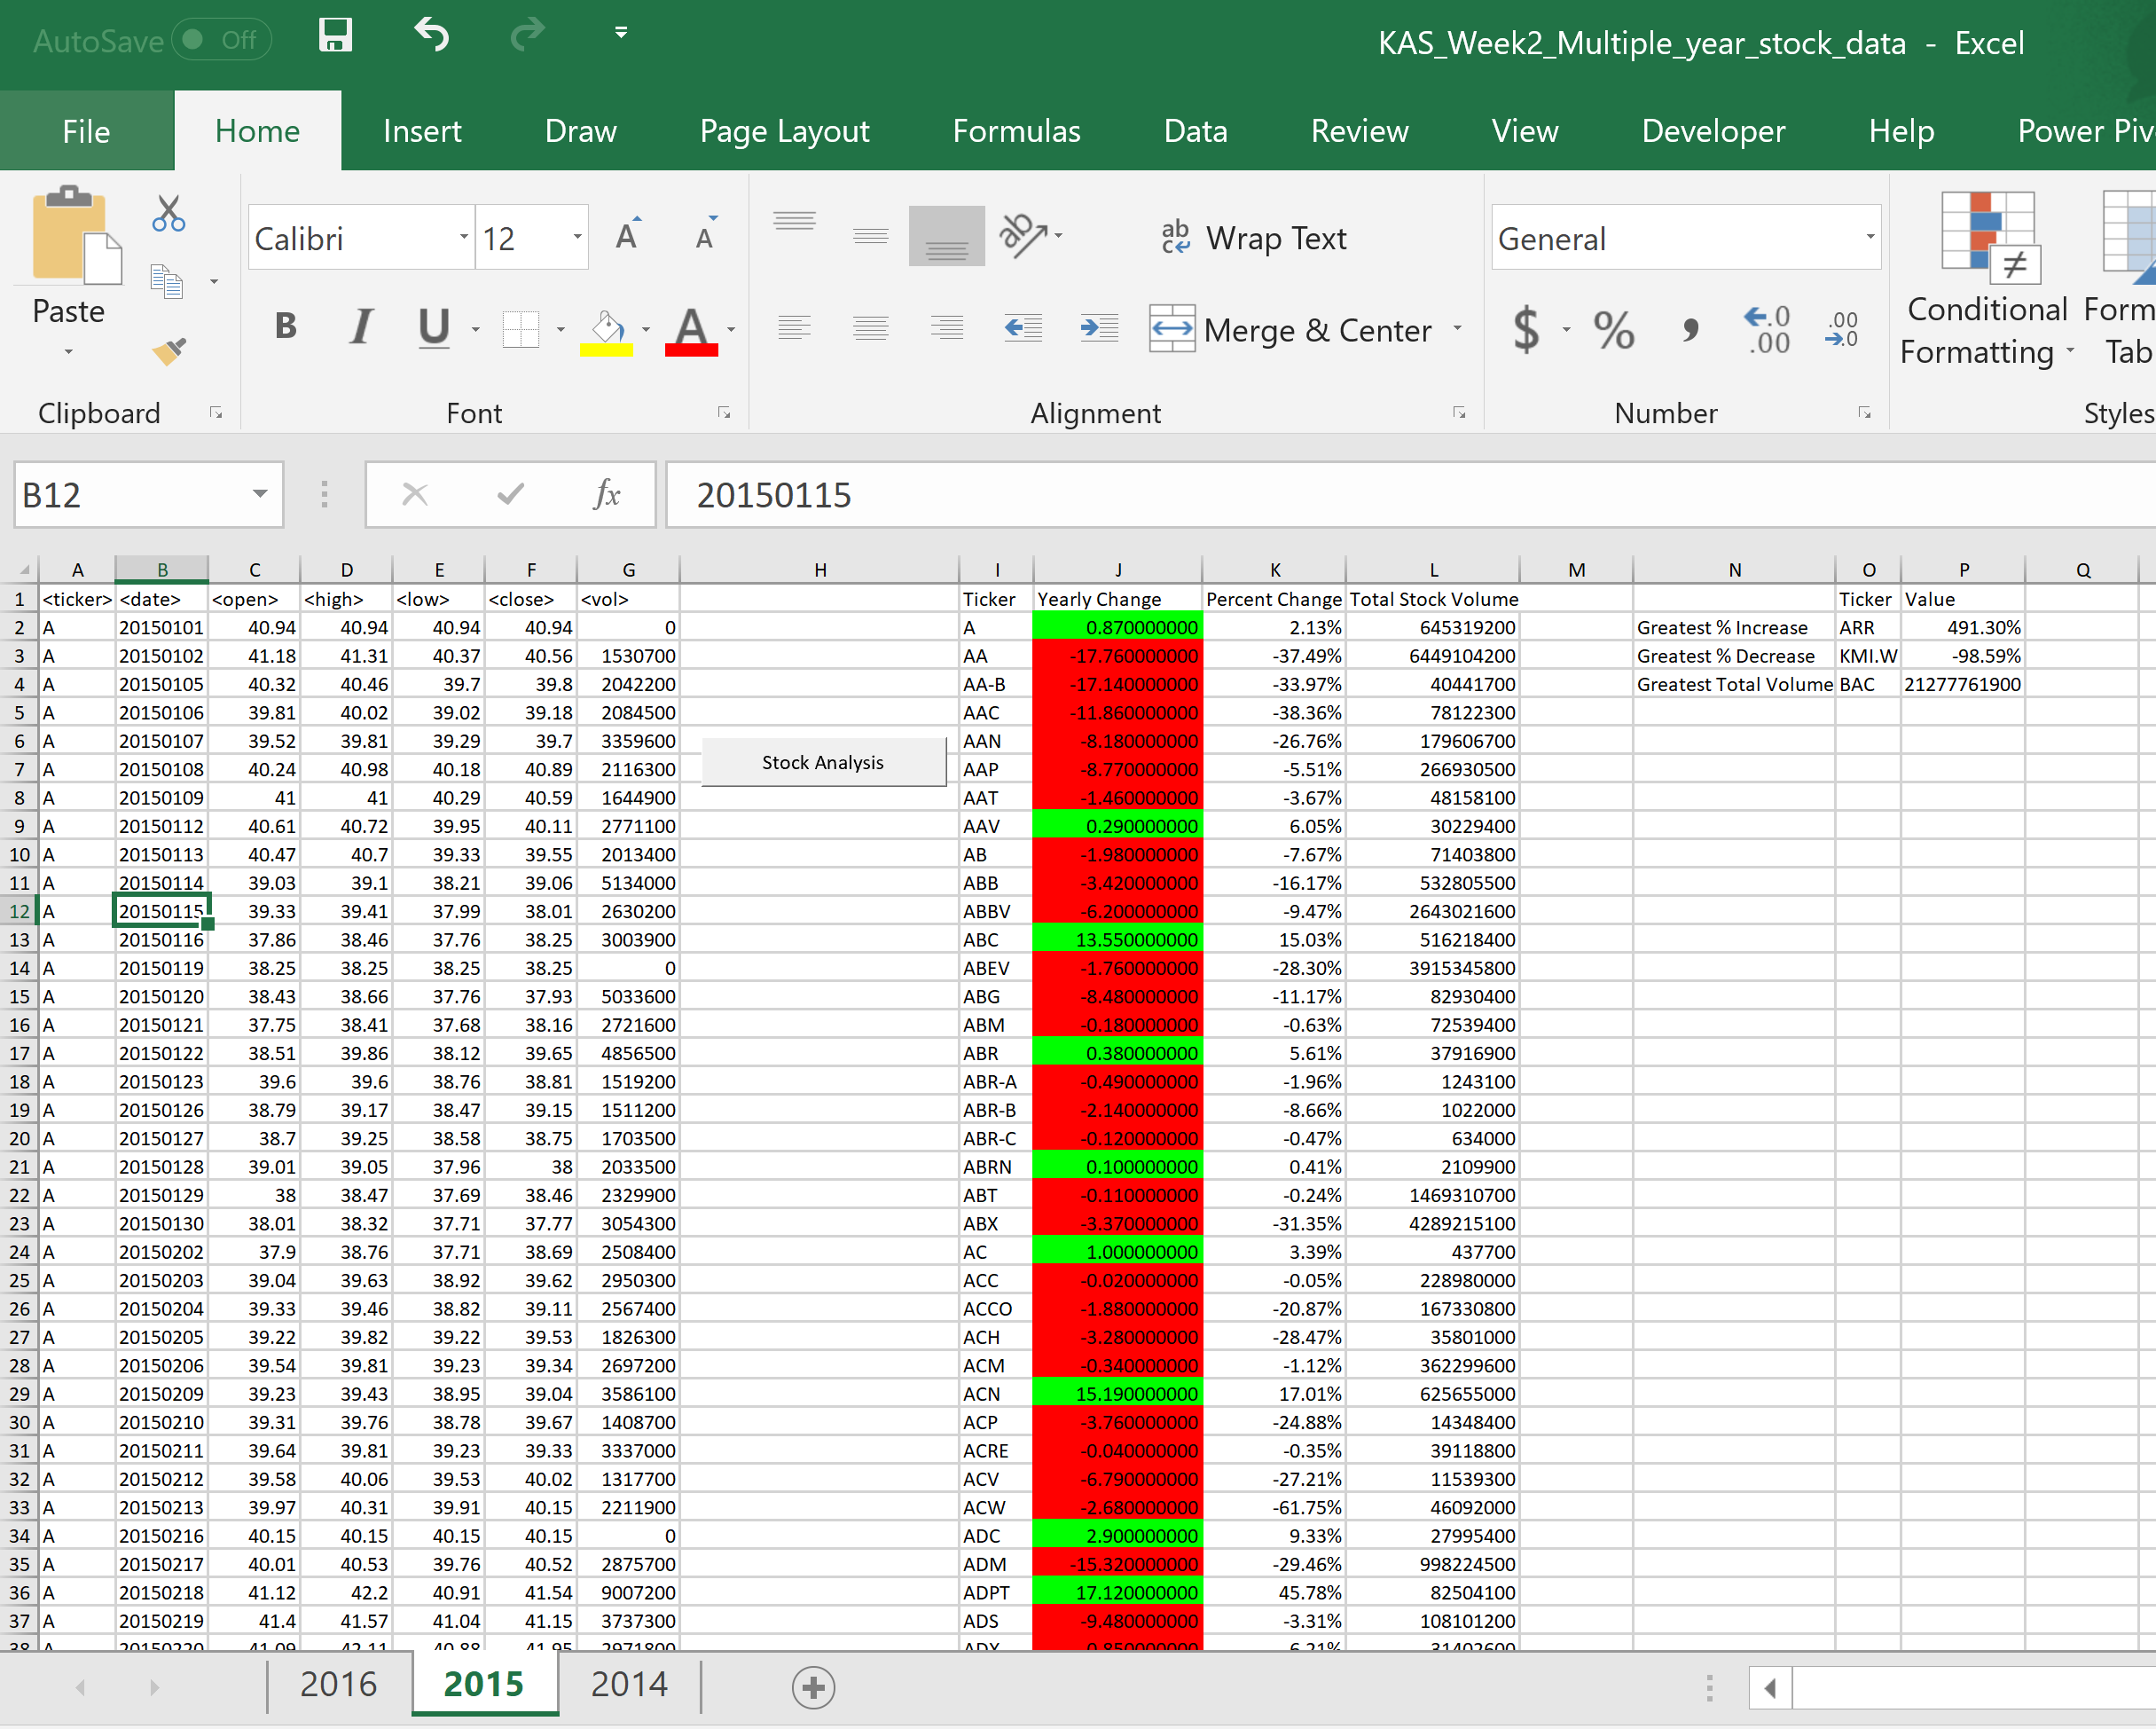 AutoSave Off KAS_Week2_Multiple_year_stock_data - Excel
File Home Insert Draw Page Layout Formulas Data Review View Developer Help Power Piv
Calibri 12 A A ab Wrap Text General
Paste B I U A Merge & Center $ % , .0 .00 .00 .0 Conditional Formatting Form Tab
Clipboard Font Alignment Number Styles
B12 fx 20150115
A B C D E F G H I J K L M N O P Q
1 <ticker> <date> <open> <high> <low> <close> <vol> Ticker Yearly Change Percent Change Total Stock Volume Ticker Value
2 A 20150101 40.94 40.94 40.94 40.94 0 A 0.870000000 2.13% 645319200 Greatest % Increase ARR 491.30%
3 A 20150102 41.18 41.31 40.37 40.56 1530700 AA -17.760000000 -37.49% 6449104200 Greatest % Decrease KMI.W -98.59%
4 A 20150105 40.32 40.46 39.7 39.8 2042200 AA-B -17.140000000 -33.97% 40441700 Greatest Total Volume BAC 21277761900
5 A 20150106 39.81 40.02 39.02 39.18 2084500 AAC -11.860000000 -38.36% 78122300
6 A 20150107 39.52 39.81 39.29 39.7 3359600 AAN -8.180000000 -26.76% 179606700
Stock Analysis
7 A 20150108 40.24 40.98 40.18 40.89 2116300 AAP -8.770000000 -5.51% 266930500
8 A 20150109 41 41 40.29 40.59 1644900 AAT -1.460000000 -3.67% 48158100
9 A 20150112 40.61 40.72 39.95 40.11 2771100 AAV 0.290000000 6.05% 30229400
10 A 20150113 40.47 40.7 39.33 39.55 2013400 AB -1.980000000 -7.67% 71403800
11 A 20150114 39.03 39.1 38.21 39.06 5134000 ABB -3.420000000 -16.17% 532805500
12 A 20150115 39.33 39.41 37.99 38.01 2630200 ABBV -6.200000000 -9.47% 2643021600
13 A 20150116 37.86 38.46 37.76 38.25 3003900 ABC 13.550000000 15.03% 516218400
14 A 20150119 38.25 38.25 38.25 38.25 0 ABEV -1.760000000 -28.30% 3915345800
15 A 20150120 38.43 38.66 37.76 37.93 5033600 ABG -8.480000000 -11.17% 82930400
16 A 20150121 37.75 38.41 37.68 38.16 2721600 ABM -0.180000000 -0.63% 72539400
17 A 20150122 38.51 39.86 38.12 39.65 4856500 ABR 0.380000000 5.61% 37916900
18 A 20150123 39.6 39.6 38.76 38.81 1519200 ABR-A -0.490000000 -1.96% 1243100
19 A 20150126 38.79 39.17 38.47 39.15 1511200 ABR-B -2.140000000 -8.66% 1022000
20 A 20150127 38.7 39.25 38.58 38.75 1703500 ABR-C -0.120000000 -0.47% 634000
21 A 20150128 39.01 39.05 37.96 38 2033500 ABRN 0.100000000 0.41% 2109900
22 A 20150129 38 38.47 37.69 38.46 2329900 ABT -0.110000000 -0.24% 1469310700
23 A 20150130 38.01 38.32 37.71 37.77 3054300 ABX -3.370000000 -31.35% 4289215100
24 A 20150202 37.9 38.76 37.71 38.69 2508400 AC 1.000000000 3.39% 437700
25 A 20150203 39.04 39.63 38.92 39.62 2950300 ACC -0.020000000 -0.05% 228980000
26 A 20150204 39.33 39.46 38.82 39.11 2567400 ACCO -1.880000000 -20.87% 167330800
27 A 20150205 39.22 39.82 39.22 39.53 1826300 ACH -3.280000000 -28.47% 35801000
28 A 20150206 39.54 39.81 39.23 39.34 2697200 ACM -0.340000000 -1.12% 362299600
29 A 20150209 39.23 39.43 38.95 39.04 3586100 ACN 15.190000000 17.01% 625655000
30 A 20150210 39.31 39.76 38.78 39.67 1408700 ACP -3.760000000 -24.88% 14348400
31 A 20150211 39.64 39.81 39.23 39.33 3337000 ACRE -0.040000000 -0.35% 39118800
32 A 20150212 39.58 40.06 39.53 40.02 1317700 ACV -6.790000000 -27.21% 11539300
33 A 20150213 39.97 40.31 39.91 40.15 2211900 ACW -2.680000000 -61.75% 46092000
34 A 20150216 40.15 40.15 40.15 40.15 0 ADC 2.900000000 9.33% 27995400
35 A 20150217 40.01 40.53 39.76 40.52 2875700 ADM -15.320000000 -29.46% 998224500
36 A 20150218 41.12 42.2 40.91 41.54 9007200 ADPT 17.120000000 45.78% 82504100
37 A 20150219 41.4 41.57 41.04 41.15 3737300 ADS -9.480000000 -3.31% 108101200
2016 2015 2014